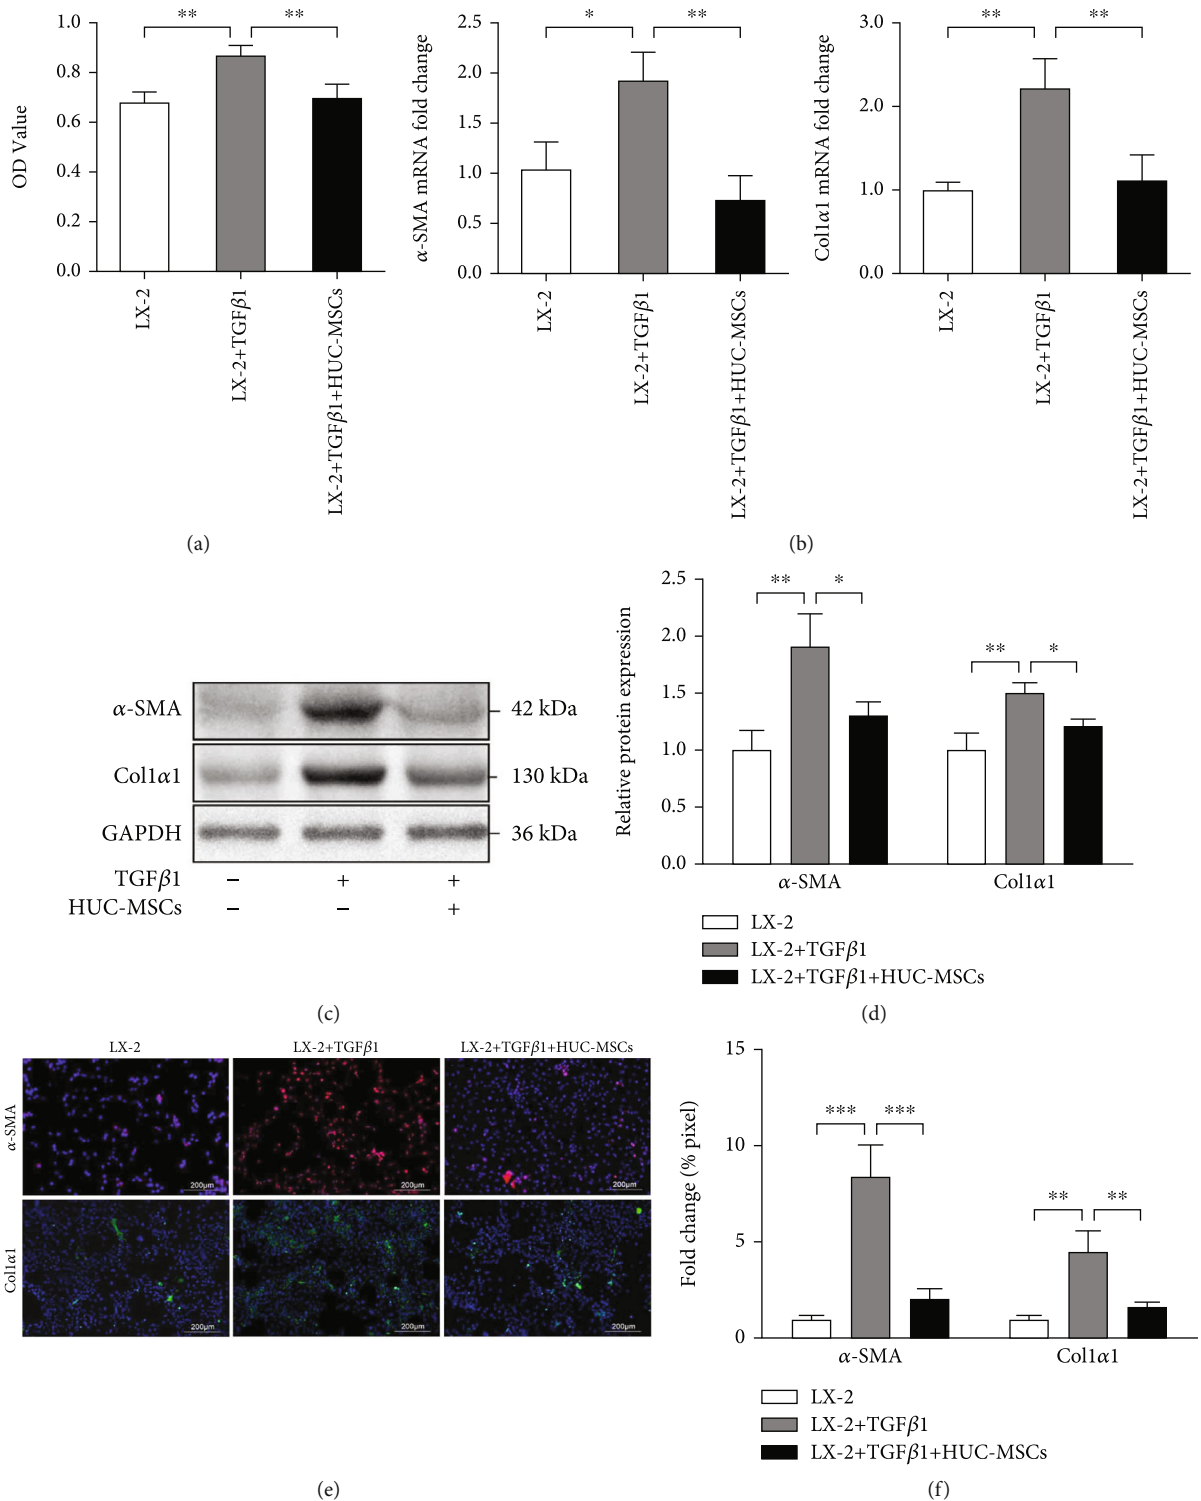 1.0
0.8
0.6
0.4
0.2
0.0
OD Value
**
**
LX-2
LX-2+TGFβ1
LX-2+TGFβ1+HUC-MSCs
(a)
2.5
2.0
1.5
1.0
0.5
0.0
α-SMA mRNA fold change
*
**
LX-2
LX-2+TGFβ1
LX-2+TGFβ1+HUC-MSCs
3.0
2.0
1.0
0.0
Col1α1 mRNA fold change
**
**
LX-2
LX-2+TGFβ1
LX-2+TGFβ1+HUC-MSCs
(b)
α-SMA 42 kDa
Col1α1 130 kDa
GAPDH 36 kDa
TGFβ1 − + +
HUC-MSCs − − +
(c)
2.5
2.0
1.5
1.0
0.5
0.0
Relative protein expression
** *
** *
α-SMA Col1α1
LX-2
LX-2+TGFβ1
LX-2+TGFβ1+HUC-MSCs
(d)
LX-2 LX-2+TGFβ1 LX-2+TGFβ1+HUC-MSCs
α-SMA
200μm 200μm 200μm
Col1α1
200μm 200μm 200μm
(e)
15
10
5
0
Fold change (% pixel)
*** ***
** **
α-SMA Col1α1
LX-2
LX-2+TGFβ1
LX-2+TGFβ1+HUC-MSCs
(f)